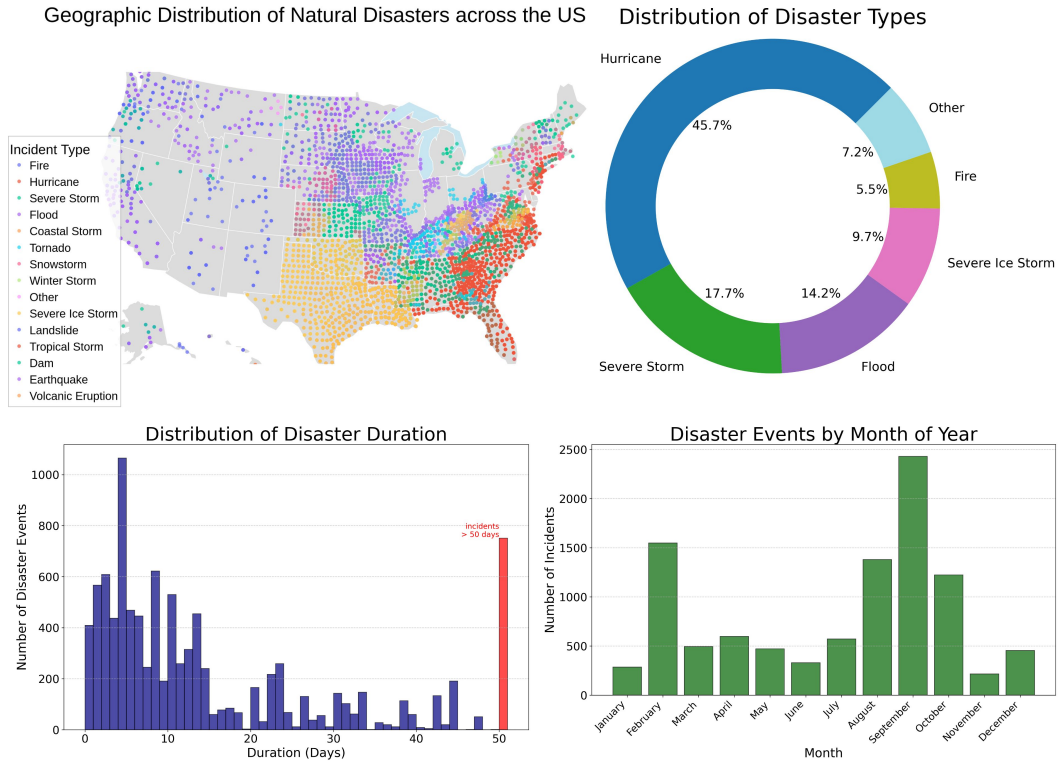 Geographic Distribution of Natural Disasters across the US
Incident Type
Fire
Hurricane
Severe Storm
Flood
Coastal Storm
Tornado
Snowstorm
Winter Storm
Other
Severe Ice Storm
Landslide
Tropical Storm
Dam
Earthquake
Volcanic Eruption
Distribution of Disaster Types
Hurricane
45.7%
Other
7.2%
Fire
5.5%
Severe Ice Storm
9.7%
Flood
14.2%
Severe Storm
17.7%
Distribution of Disaster Duration
Number of Disaster Events
1000
800
600
400
200
0
incidents
> 50 days
0 10 20 30 40 50
Duration (Days)
Disaster Events by Month of Year
Number of Incidents
2500
2000
1500
1000
500
0
January February March April May June July August September October November December
Month